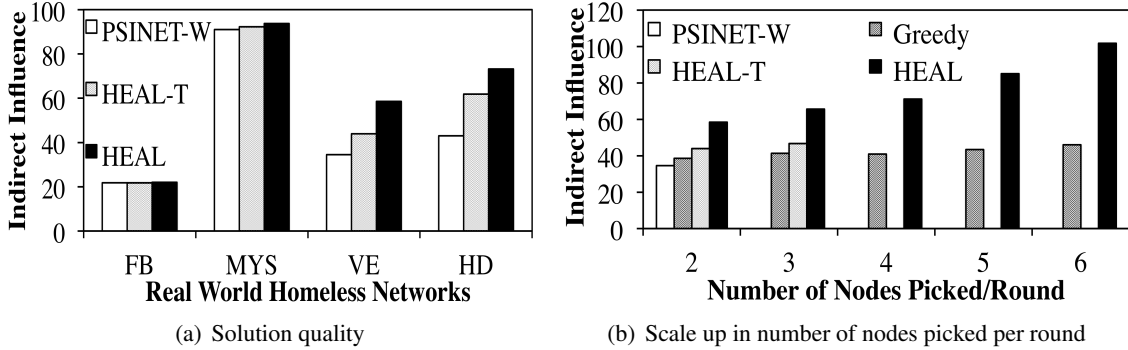 Indirect Influence
100
80
60
40
20
0
PSINET-W
HEAL-T
HEAL
FB MYS VE HD
Real World Homeless Networks
(a) Solution quality
Indirect Influence
120
100
80
60
40
20
0
PSINET-W Greedy
HEAL-T HEAL
2 3 4 5 6
Number of Nodes Picked/Round
(b) Scale up in number of nodes picked per round